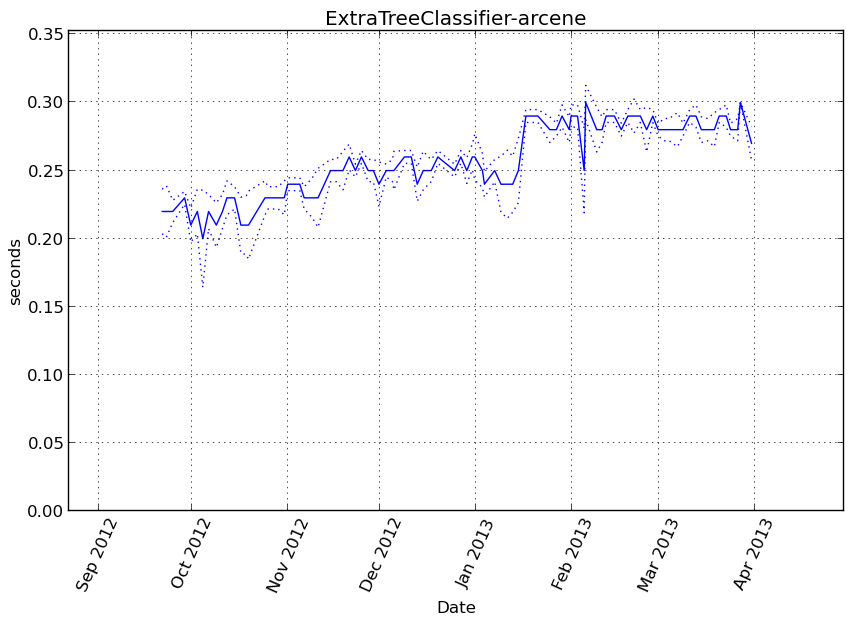 ExtraTreeClassifier-arcene
0.35
0.30
0.25
0.20
0.15
0.10
0.05
0.00
seconds
Sep 2012
Oct 2012
Nov 2012
Dec 2012
Jan 2013
Feb 2013
Mar 2013
Apr 2013
Date